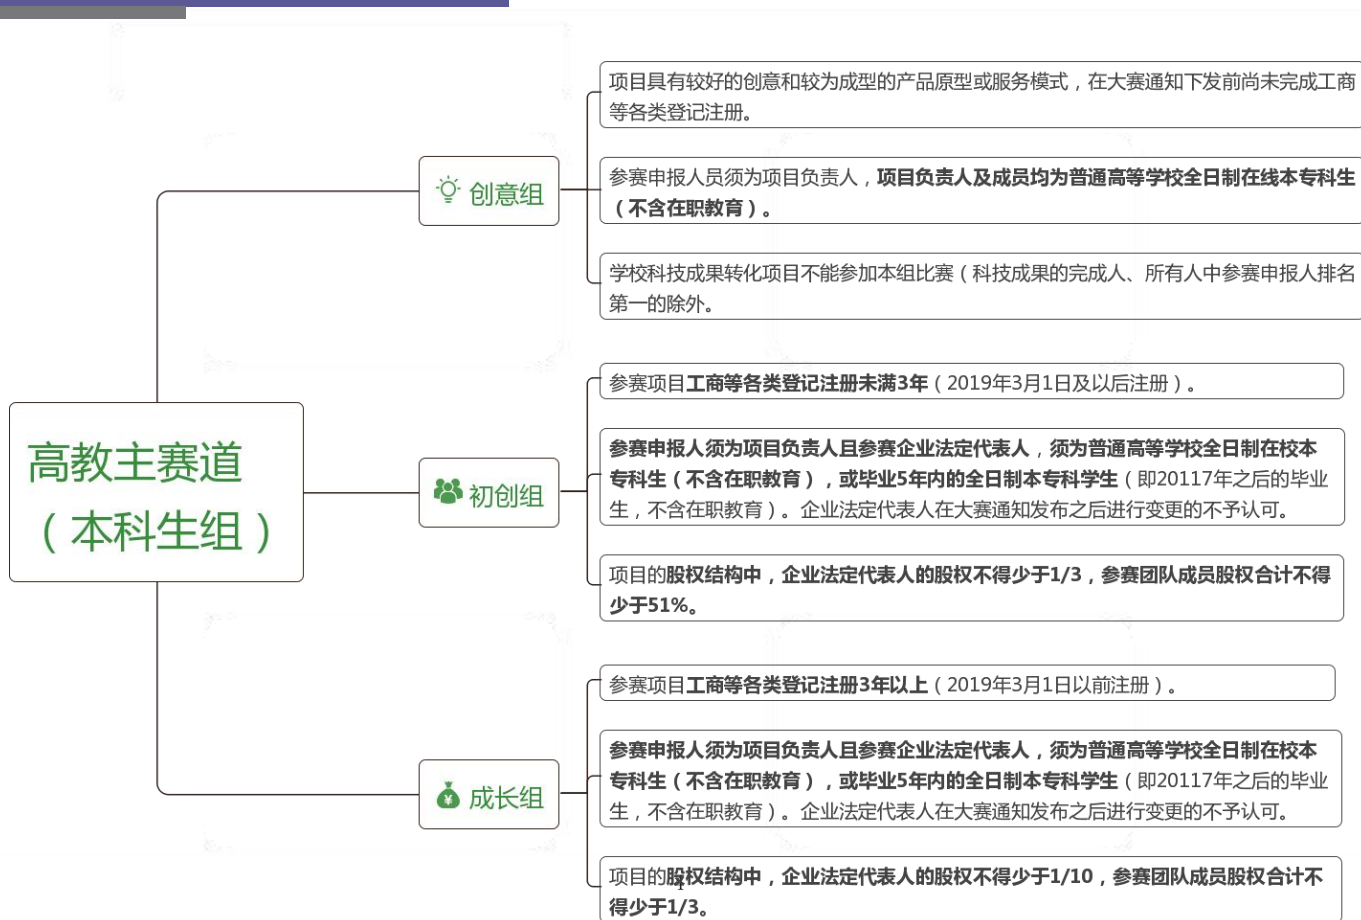 项目具有较好的创意和较为成型的产品原型或服务模式，在大赛通知下发前尚未完成工商
等各类登记注册。
创意组
参赛申报人员须为项目负责人，项目负责人及成员均为普通高等学校全日制在线本专科生
（不含在职教育）。
学校科技成果转化项目不能参加本组比赛（科技成果的完成人、所有人中参赛申报人排名
第一的除外。
高教主赛道
（本科生组）
初创组
参赛项目工商等各类登记注册未满3年（2019年3月1日及以后注册）。
参赛申报人须为项目负责人且参赛企业法定代表人，须为普通高等学校全日制在校本
专科生（不含在职教育），或毕业5年内的全日制本专科学生（即20117年之后的毕业
生，不含在职教育）。企业法定代表人在大赛通知发布之后进行变更的不予认可。
项目的股权结构中，企业法定代表人的股权不得少于1/3，参赛团队成员股权合计不得
少于51%。
成长组
参赛项目工商等各类登记注册3年以上（2019年3月1日以前注册）。
参赛申报人须为项目负责人且参赛企业法定代表人，须为普通高等学校全日制在校本
专科生（不含在职教育），或毕业5年内的全日制本专科学生（即20117年之后的毕业
生，不含在职教育）。企业法定代表人在大赛通知发布之后进行变更的不予认可。
项目的股权结构中，企业法定代表人的股权不得少于1/10，参赛团队成员股权合计不
得少于1/3。